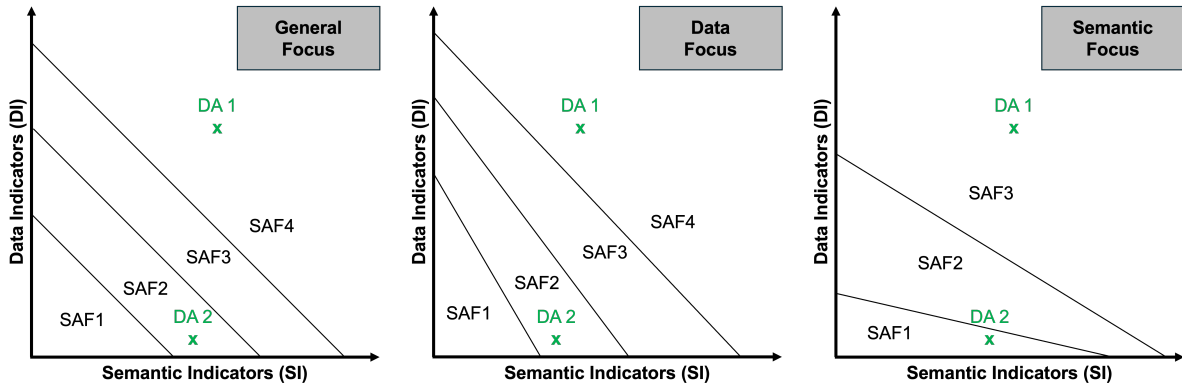 General
Focus
Data Indicators (DI)
DA 1
x
SAF4
SAF3
SAF2
DA 2
SAF1
x
Semantic Indicators (SI)
Data
Focus
Data Indicators (DI)
DA 1
x
SAF4
SAF3
SAF2
SAF1
DA 2
x
Semantic Indicators (SI)
Semantic
Focus
Data Indicators (DI)
DA 1
x
SAF3
SAF2
DA 2
SAF1
x
Semantic Indicators (SI)